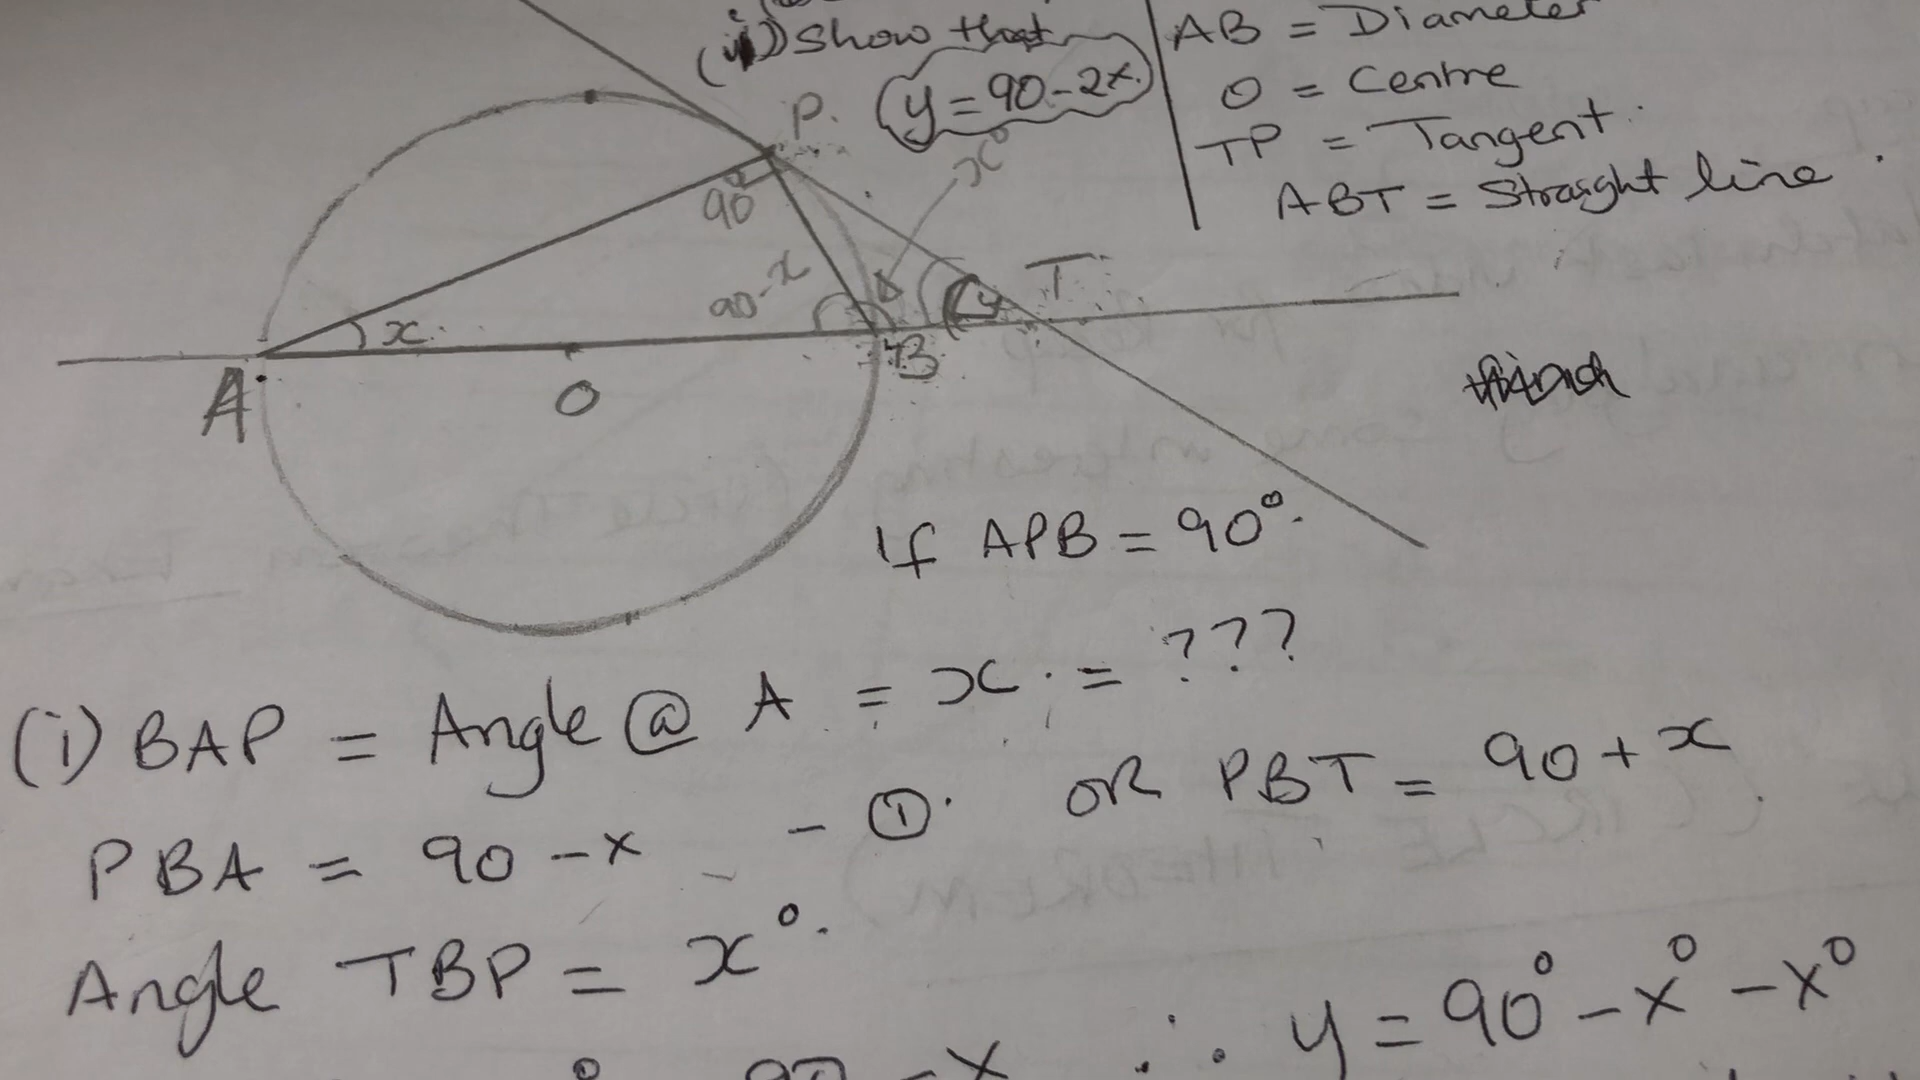 (ii) Show that
y = 90 - 2x.
AB = Diameter
O = Centre
TP = Tangent
ABT = Straight line
P.
90°
x°
90 - x
y
T
x
A
O
B
If APB = 90°.
(i) BAP = Angle @ A = x. = ???
PBA = 90 - x - ①. OR PBT = 90 + x
Angle TBP = x°.
∴ y = 90° - x° - x°